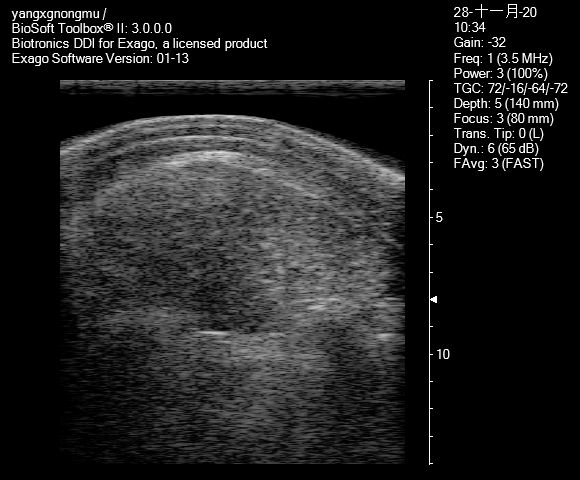 yangxgnongmu /
BioSoft Toolbox® II: 3.0.0.0
Biotronics DDI for Exago, a licensed product
Exago Software Version: 01-13
28-十一月-20
10:34
Gain: -32
Freq: 1 (3.5 MHz)
Power: 3 (100%)
TGC: 72/-16/-64/-72
Depth: 5 (140 mm)
Focus: 3 (80 mm)
Trans. Tip: 0 (L)
Dyn.: 6 (65 dB)
FAvg: 3 (FAST)
5
10